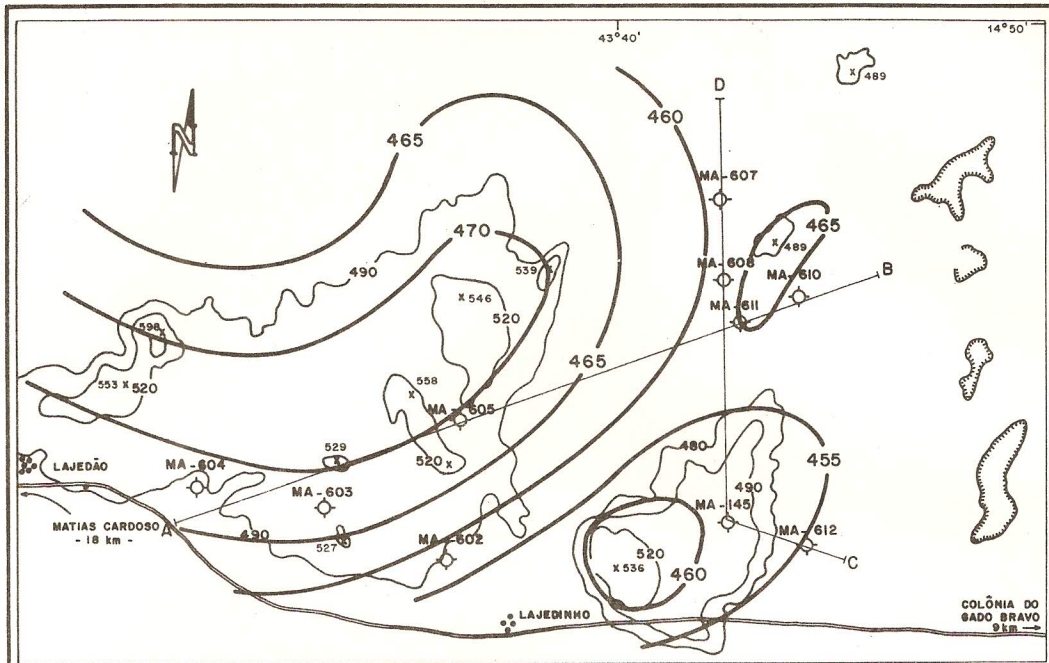 43°40'
14°50'
489
D
460
465
N
MA-607
470
465
490
539
489
MA-608
MA-610
B
546
MA-611
520
598
465
553
520
558
MA-605
480
455
529
520
LAJEDÃO
MA-604
490
MA-603
MA-145
MATIAS CARDOSO
- 18 km -
A
490
527
MA-602
MA-612
520
536
460
C
LAJEDINHO
COLÔNIA DO
GADO BRAVO
9 km